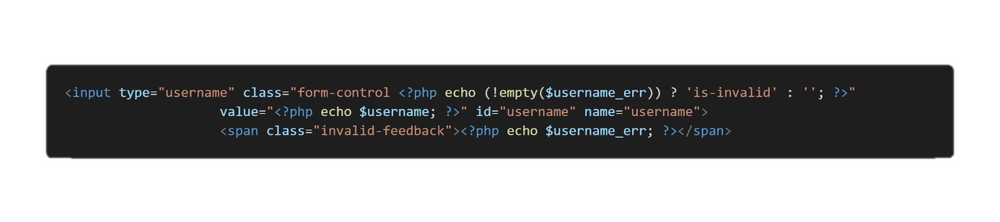 <input type="username" class="form-control <?php echo (!empty($username_err)) ? 'is-invalid' : ''; ?>"
value="<?php echo $username; ?>" id="username" name="username">
<span class="invalid-feedback"><?php echo $username_err; ?></span>